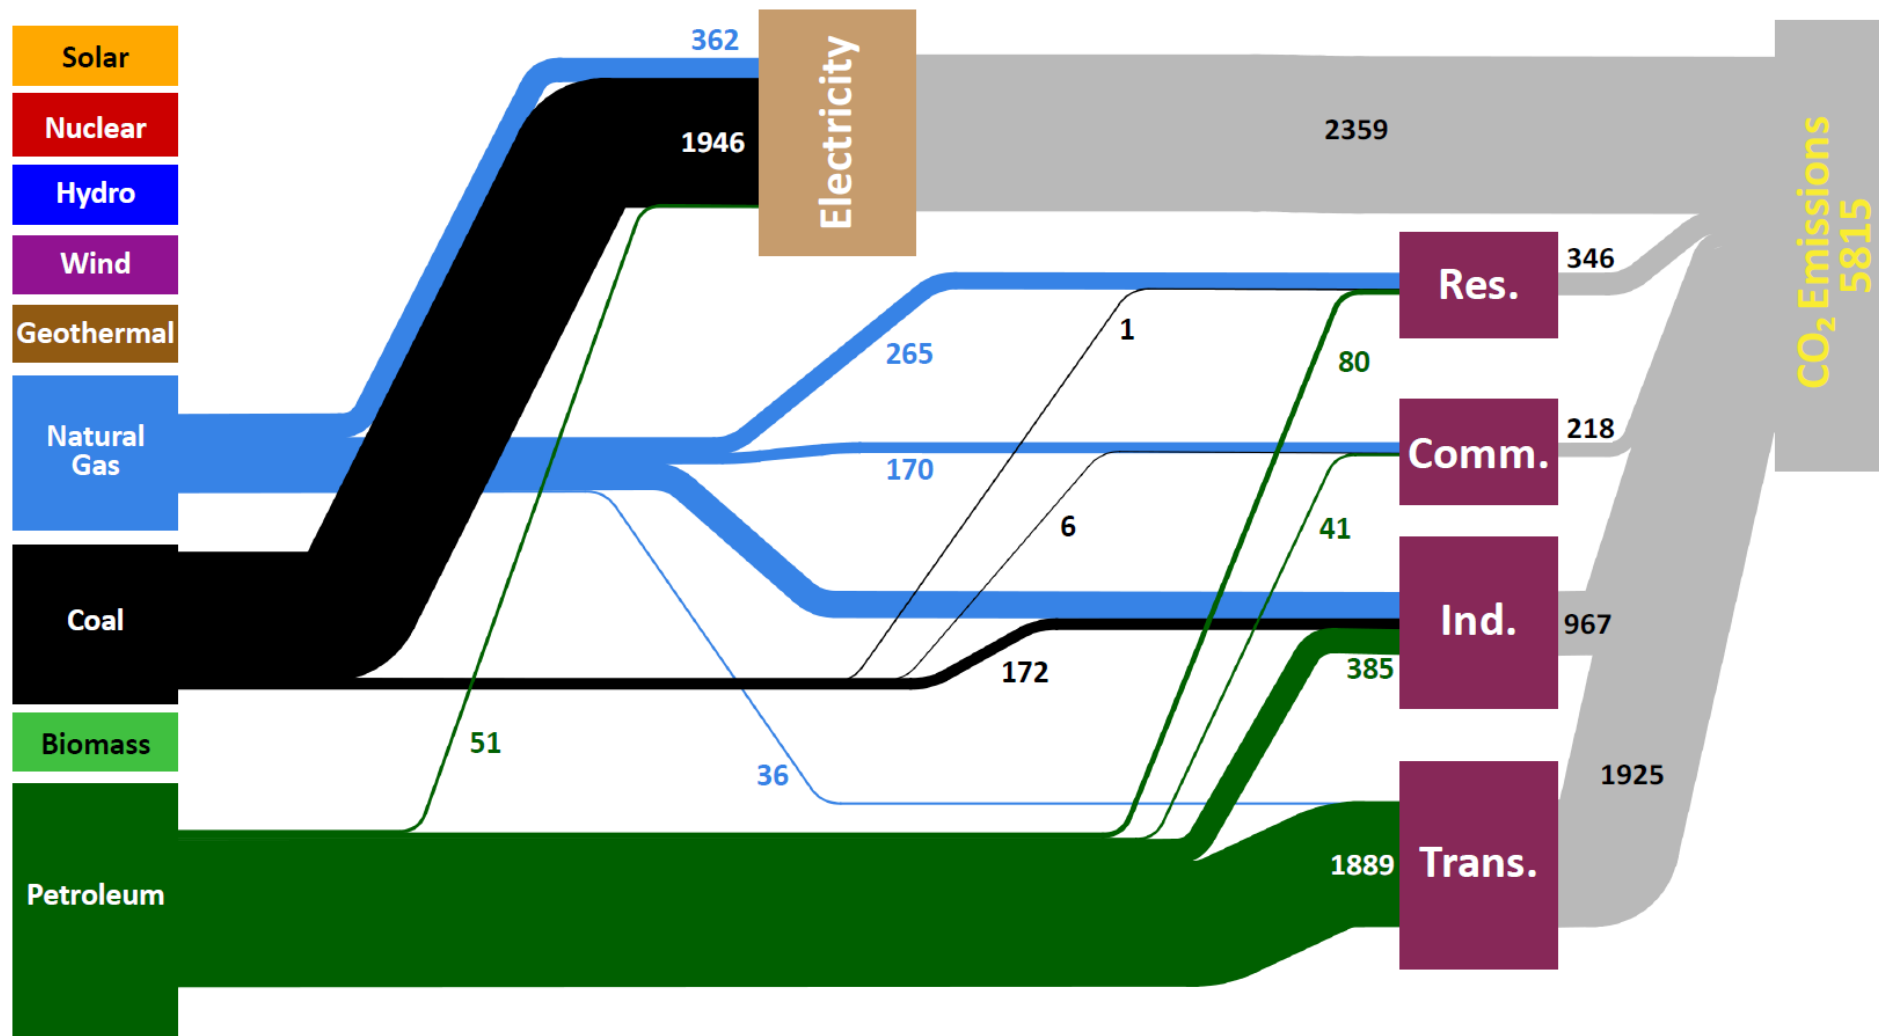 Solar
Nuclear
Hydro
Wind
Geothermal
Natural
Gas
Coal
Biomass
Petroleum
362
1946
Electricity
2359
CO₂ Emissions
5815
Res.
346
265
1
80
Comm.
218
170
6
41
Ind.
967
172
385
51
36
1889
Trans.
1925